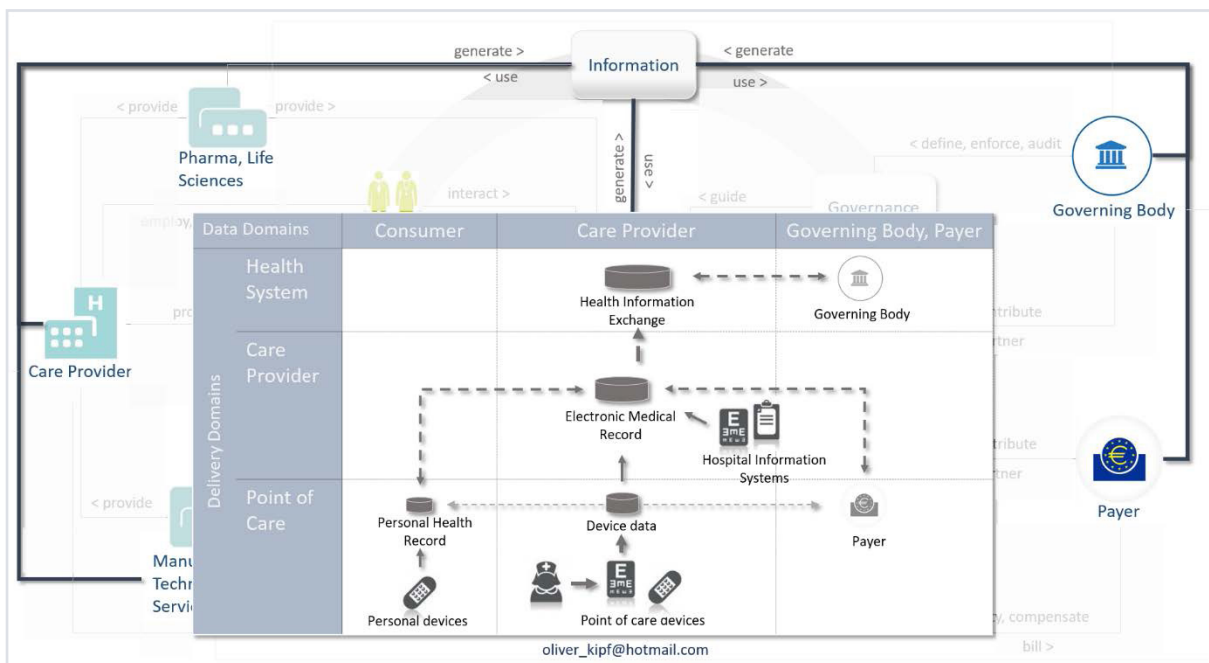 generate >
< generate
Information
< use
use >
< provide
provide >
generate >
use >
< define, enforce, audit
Pharma, Life
Sciences
interact >
< guide
Governance
Governing Body
employ,
Data Domains
Consumer
Care Provider
Governing Body, Payer
Health
System
Health Information
Exchange
Governing Body
Care Provider
Care
Provider
Electronic Medical
Record
Hospital Information
Systems
Delivery Domains
Point of
Care
Personal Health
Record
Device data
Payer
Personal devices
Point of care devices
< provide
Payer
compensate
bill >
oliver_kipf@hotmail.com